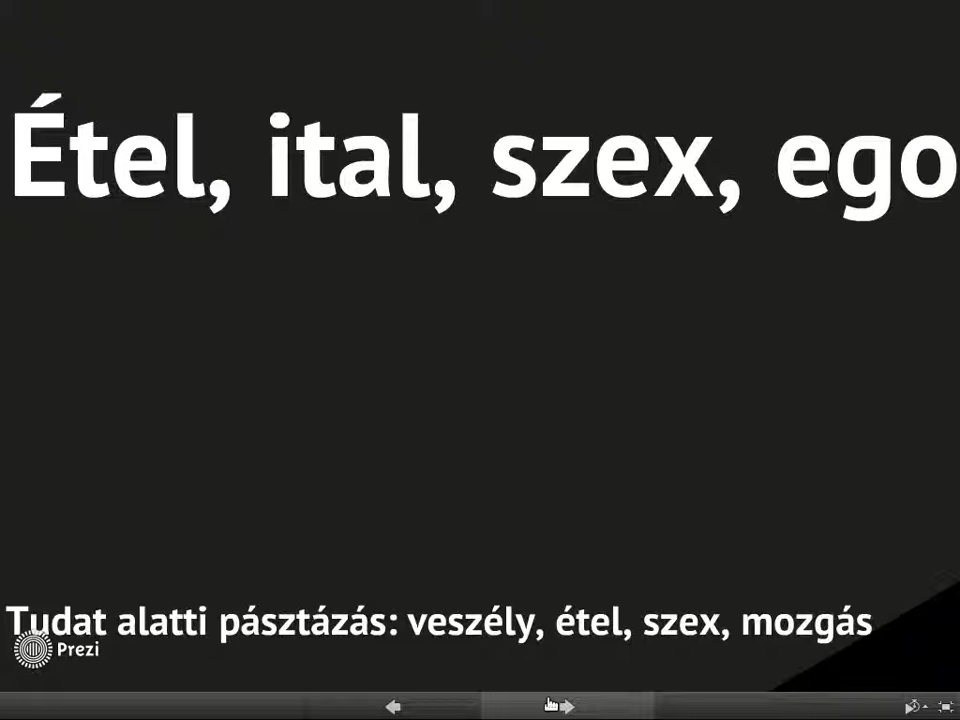 Étel, ital, szex, ego
Tudat alatti pásztázás: veszély, étel, szex, mozgás
Prezi